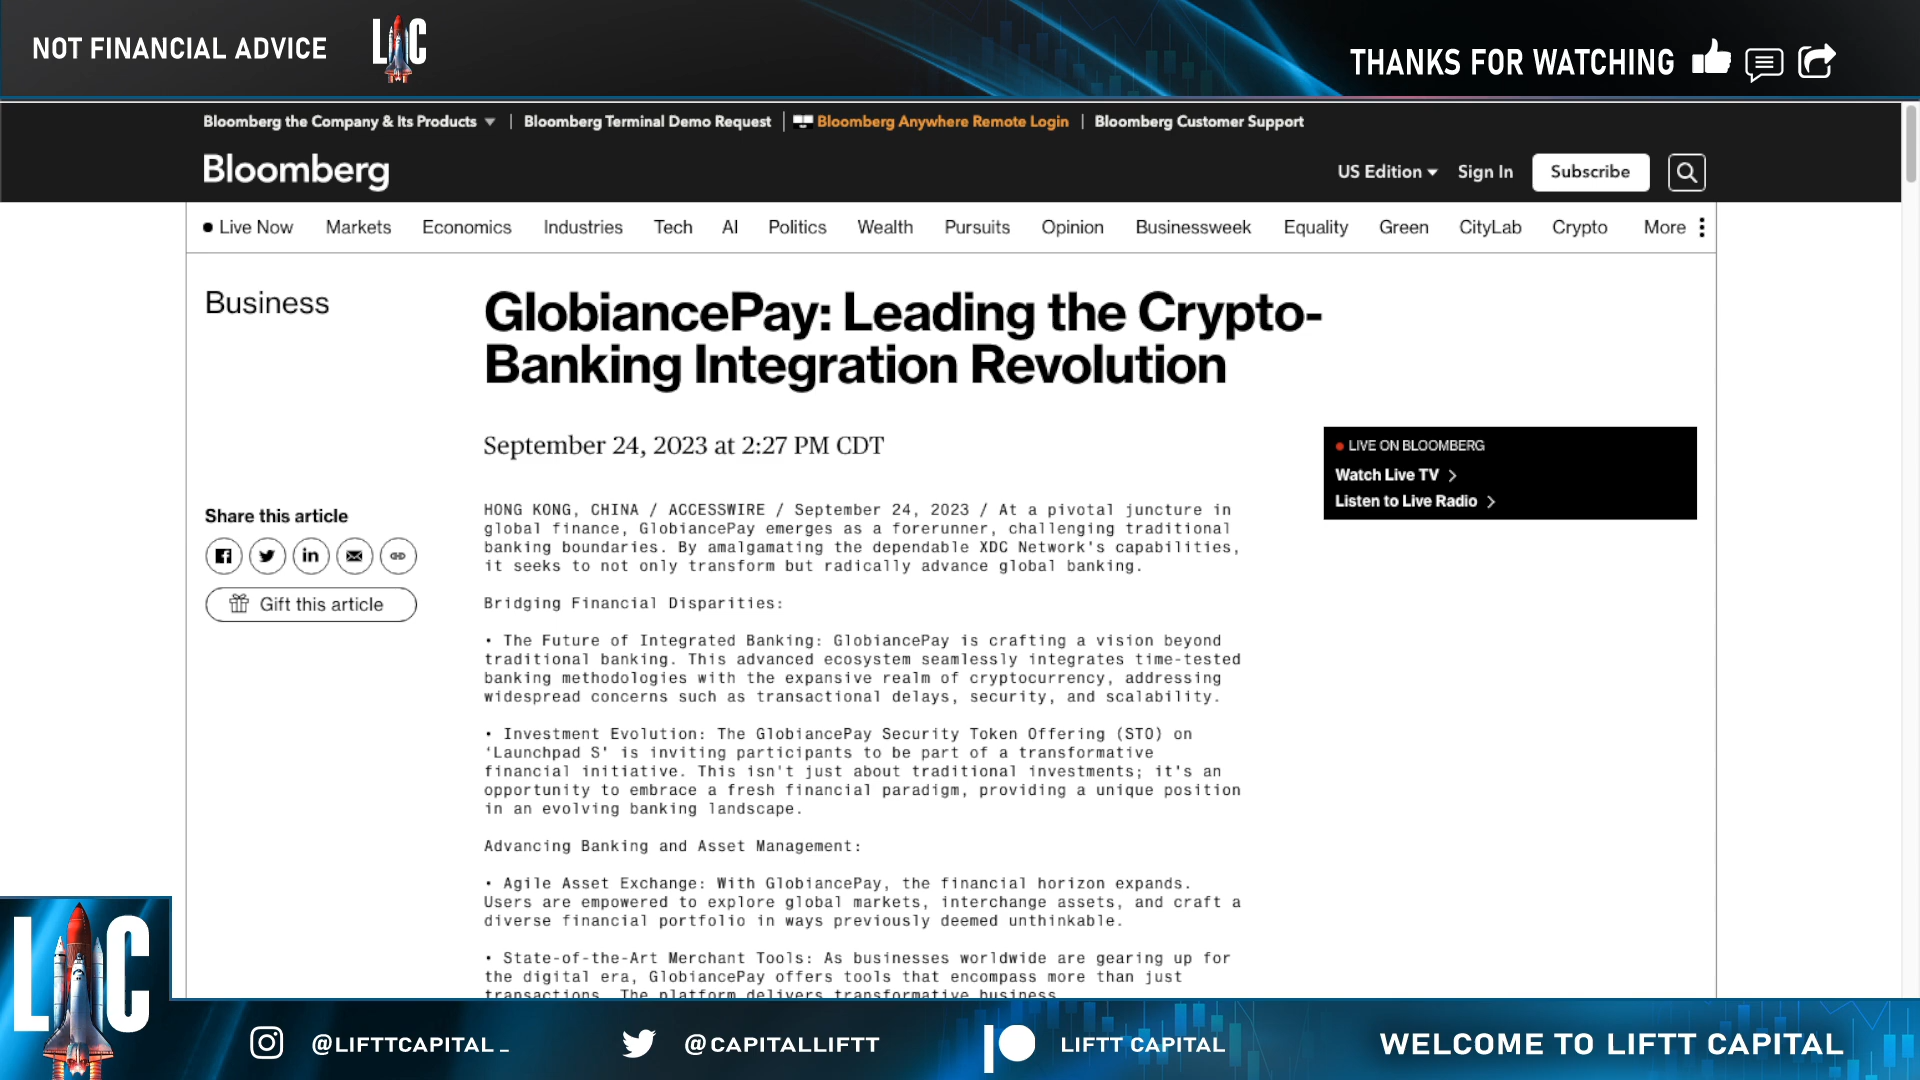 NOT FINANCIAL ADVICE
LC
THANKS FOR WATCHING
Bloomberg the Company & Its Products
Bloomberg Terminal Demo Request
Bloomberg Anywhere Remote Login
Bloomberg Customer Support
Bloomberg
US Edition
Sign In
Subscribe
Live Now Markets Economics Industries Tech AI Politics Wealth Pursuits Opinion Businessweek Equality Green CityLab Crypto More
Business
GlobiancePay: Leading the Crypto-
Banking Integration Revolution
September 24, 2023 at 2:27 PM CDT
LIVE ON BLOOMBERG
Watch Live TV
Listen to Live Radio
Share this article
in
Gift this article
HONG KONG, CHINA / ACCESSWIRE / September 24, 2023 / At a pivotal juncture in
global finance, GlobiancePay emerges as a forerunner, challenging traditional
banking boundaries. By amalgamating the dependable XDC Network's capabilities,
it seeks to not only transform but radically advance global banking.
Bridging Financial Disparities:
• The Future of Integrated Banking: GlobiancePay is crafting a vision beyond
traditional banking. This advanced ecosystem seamlessly integrates time-tested
banking methodologies with the expansive realm of cryptocurrency, addressing
widespread concerns such as transactional delays, security, and scalability.
• Investment Evolution: The GlobiancePay Security Token Offering (STO) on
‘Launchpad S' is inviting participants to be part of a transformative
financial initiative. This isn't just about traditional investments; it's an
opportunity to embrace a fresh financial paradigm, providing a unique position
in an evolving banking landscape.
Advancing Banking and Asset Management:
• Agile Asset Exchange: With GlobiancePay, the financial horizon expands.
Users are empowered to explore global markets, interchange assets, and craft a
diverse financial portfolio in ways previously deemed unthinkable.
• State-of-the-Art Merchant Tools: As businesses worldwide are gearing up for
the digital era, GlobiancePay offers tools that encompass more than just
transactions. The platform delivers transformative business
LC
@LIFTTCAPITAL_
@CAPITALLIFTT
LIFTT CAPITAL
WELCOME TO LIFTT CAPITAL